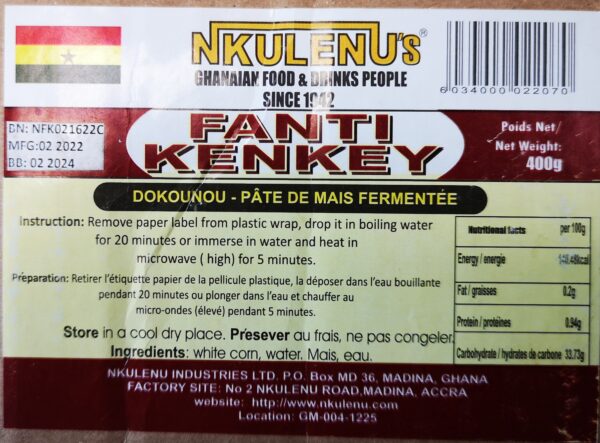 NKULENU'S®
GHANAIAN FOOD & DRINKS PEOPLE
SINCE 1942
6 034000 022070
BN: NFK021622C
MFG:02 2022
BB: 02 2024
FANTI
KENKEY
Poids Net/
Net Weight:
400g
DOKOUNOU - PÂTE DE MAIS FERMENTÉE
Instruction: Remove paper label from plastic wrap, drop it in boiling water
for 20 minutes or immerse in water and heat in
microwave ( high) for 5 minutes.
Préparation: Retirer l'étiquette papier de la pellicule plastique, la déposer dans l'eau bouillante
pendant 20 minutes ou plonger dans l'eau et chauffer au
micro-ondes (élevé) pendant 5 minutes.
Store in a cool dry place. Presever au frais, ne pas congeler.
Ingredients: white corn, water. Mais, eau.
Nutritional facts per 100g
Energy / energie
Fat / graisses 0.2g
Protein / protéines 0.94g
Carbohydrate / hydrates de carbone 33.73g
NKULENU INDUSTRIES LTD. P.O. Box MD 36, MADINA, GHANA
FACTORY SITE: No 2 NKULENU ROAD,MADINA, ACCRA
website: http://www.nkulenu.com
Location: GM-004-1225